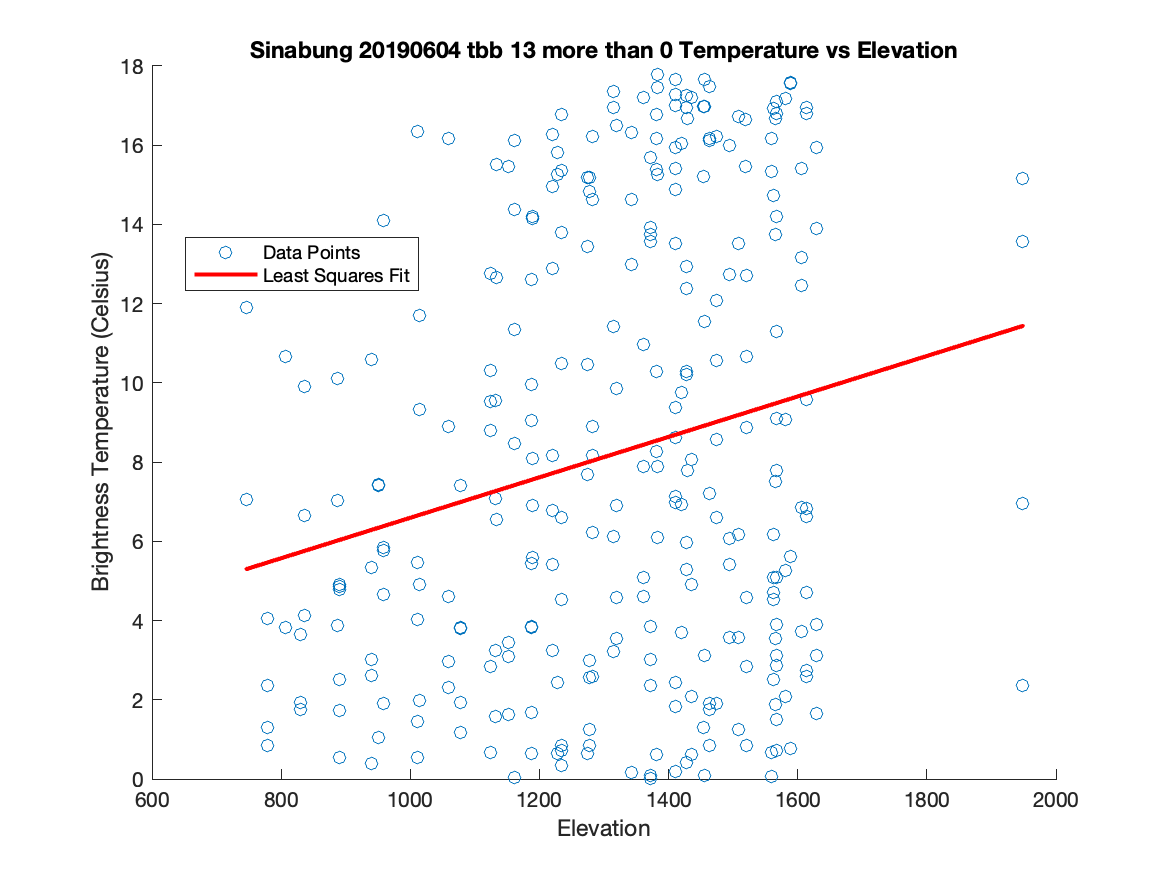 Sinabung 20190604 tbb 13 more than 0 Temperature vs Elevation
18
16
14
12
10
8
6
4
2
0
Brightness Temperature (Celsius)
Data Points
Least Squares Fit
600 800 1000 1200 1400 1600 1800 2000
Elevation